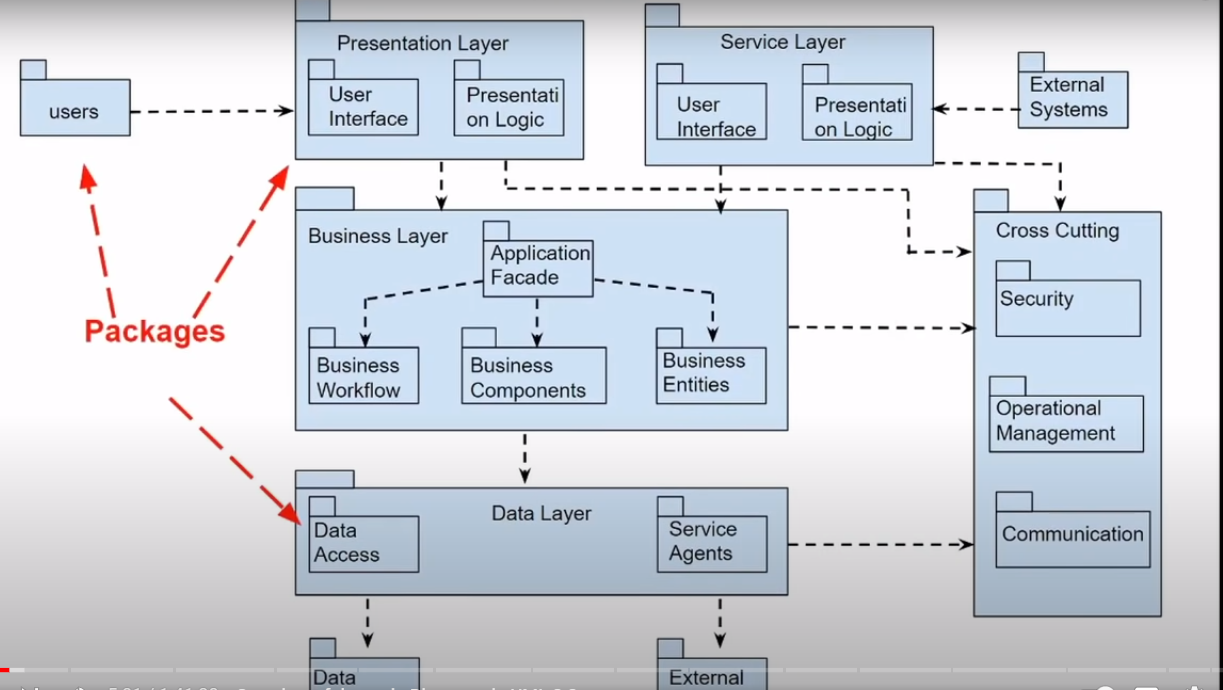 Presentation Layer
User
Interface
Presentati
on Logic
Service Layer
User
Interface
Presentati
on Logic
users
External
Systems
Packages
Business Layer
Application
Facade
Business
Workflow
Business
Components
Business
Entities
Cross Cutting
Security
Operational
Management
Communication
Data Layer
Data
Access
Service
Agents
Data
External